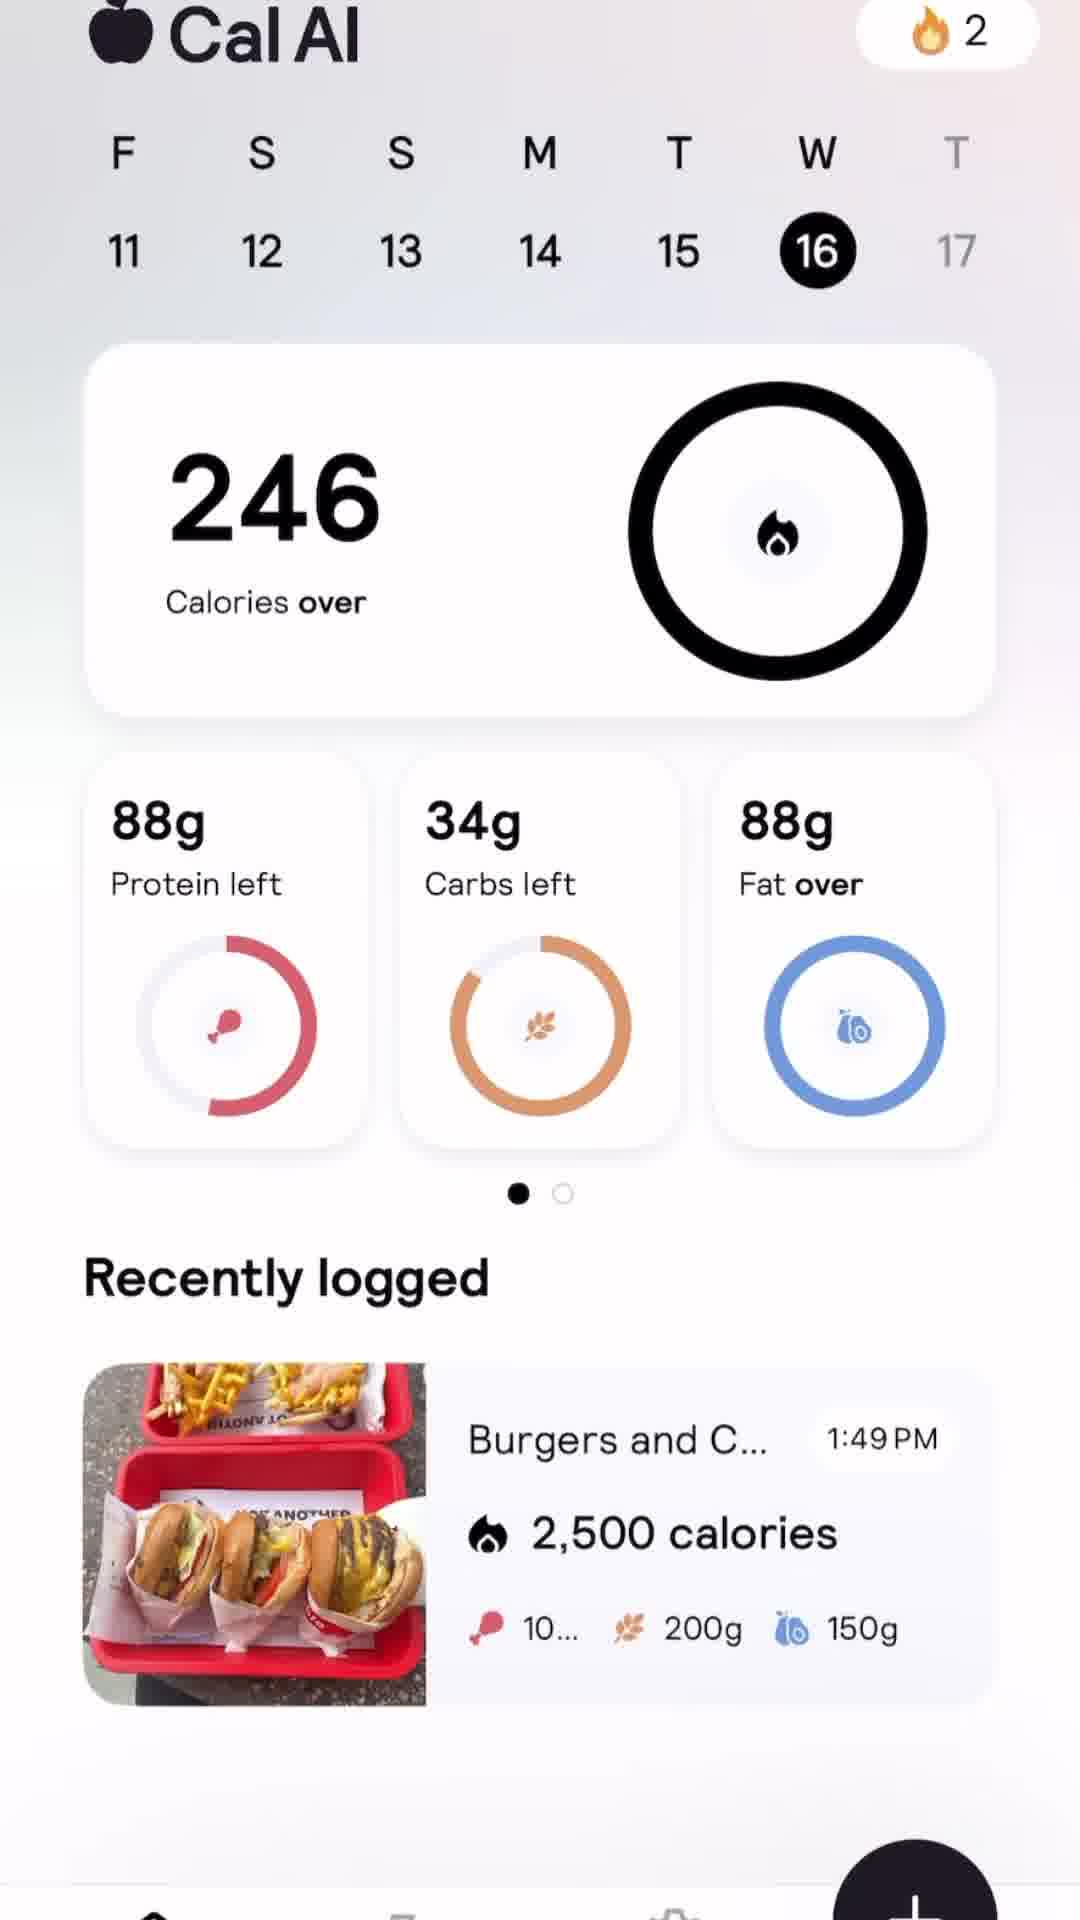 Cal AI
2
F S S M T W T
11 12 13 14 15 16 17
246
Calories over
88g
Protein left
34g
Carbs left
88g
Fat over
Recently logged
Burgers and C...
1:49 PM
2,500 calories
10... 200g 150g